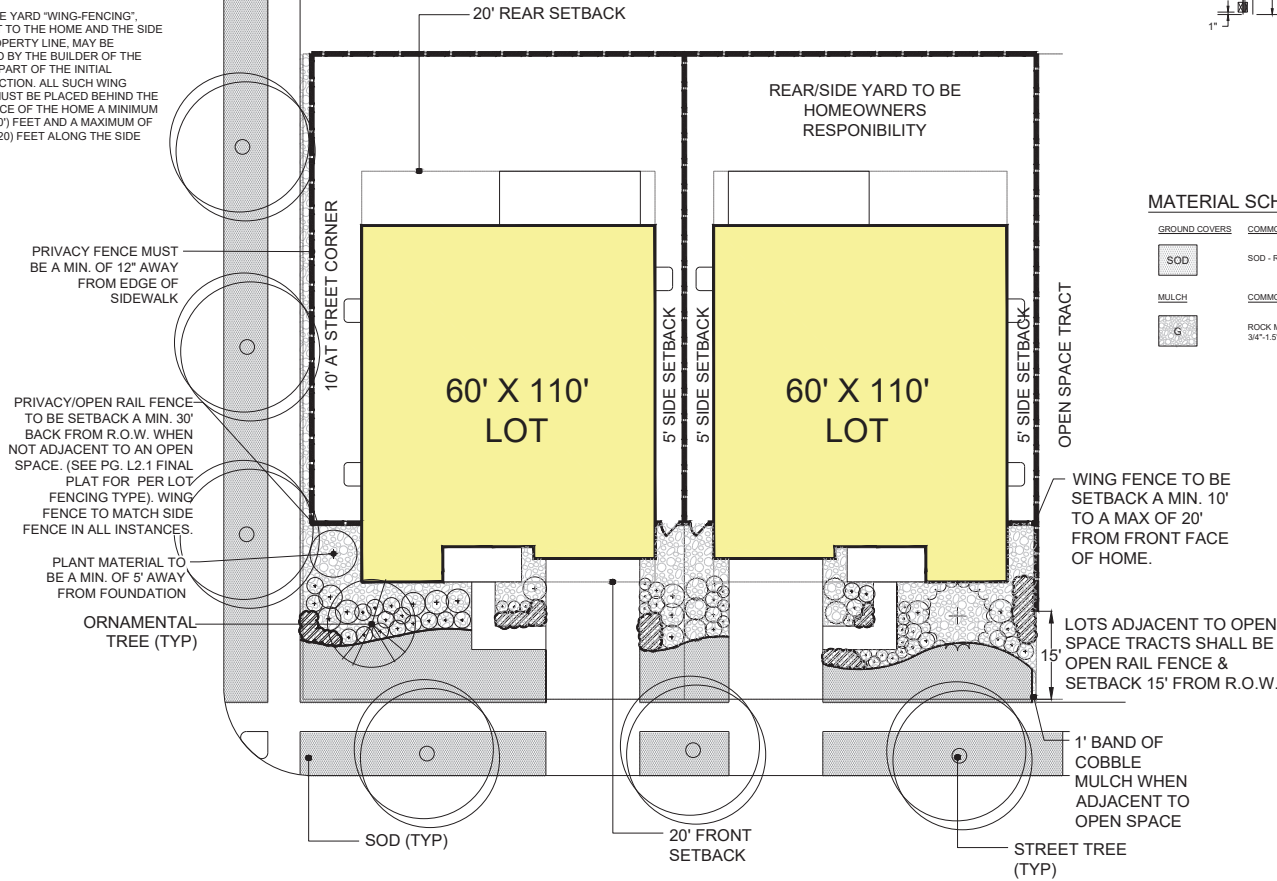 E YARD "WING-FENCING",
T TO THE HOME AND THE SIDE
OPERTY LINE, MAY BE
D BY THE BUILDER OF THE
PART OF THE INITIAL
CTION. ALL SUCH WING
MUST BE PLACED BEHIND THE
CE OF THE HOME A MINIMUM
0') FEET AND A MAXIMUM OF
20) FEET ALONG THE SIDE
20' REAR SETBACK
1"
REAR/SIDE YARD TO BE
HOMEOWNERS
RESPONIBILITY
PRIVACY FENCE MUST
BE A MIN. OF 12" AWAY
FROM EDGE OF
SIDEWALK
10' AT STREET CORNER
PRIVACY/OPEN RAIL FENCE
TO BE SETBACK A MIN. 30'
BACK FROM R.O.W. WHEN
NOT ADJACENT TO AN OPEN
SPACE. (SEE PG. L2.1 FINAL
PLAT FOR PER LOT
FENCING TYPE). WING
FENCE TO MATCH SIDE
FENCE IN ALL INSTANCES.
PLANT MATERIAL TO
BE A MIN. OF 5' AWAY
FROM FOUNDATION
ORNAMENTAL
TREE (TYP)
60' X 110'
LOT
5' SIDE SETBACK
5' SIDE SETBACK
60' X 110'
LOT
5' SIDE SETBACK
OPEN SPACE TRACT
MATERIAL SCH
GROUND COVERS COMMO
SOD SOD - R
MULCH COMMO
G ROCK M
3/4"-1.5"
WING FENCE TO BE
SETBACK A MIN. 10'
TO A MAX OF 20'
FROM FRONT FACE
OF HOME.
15'
LOTS ADJACENT TO OPEN
SPACE TRACTS SHALL BE
OPEN RAIL FENCE &
SETBACK 15' FROM R.O.W.
1' BAND OF
COBBLE
MULCH WHEN
ADJACENT TO
OPEN SPACE
SOD (TYP)
20' FRONT
SETBACK
STREET TREE
(TYP)